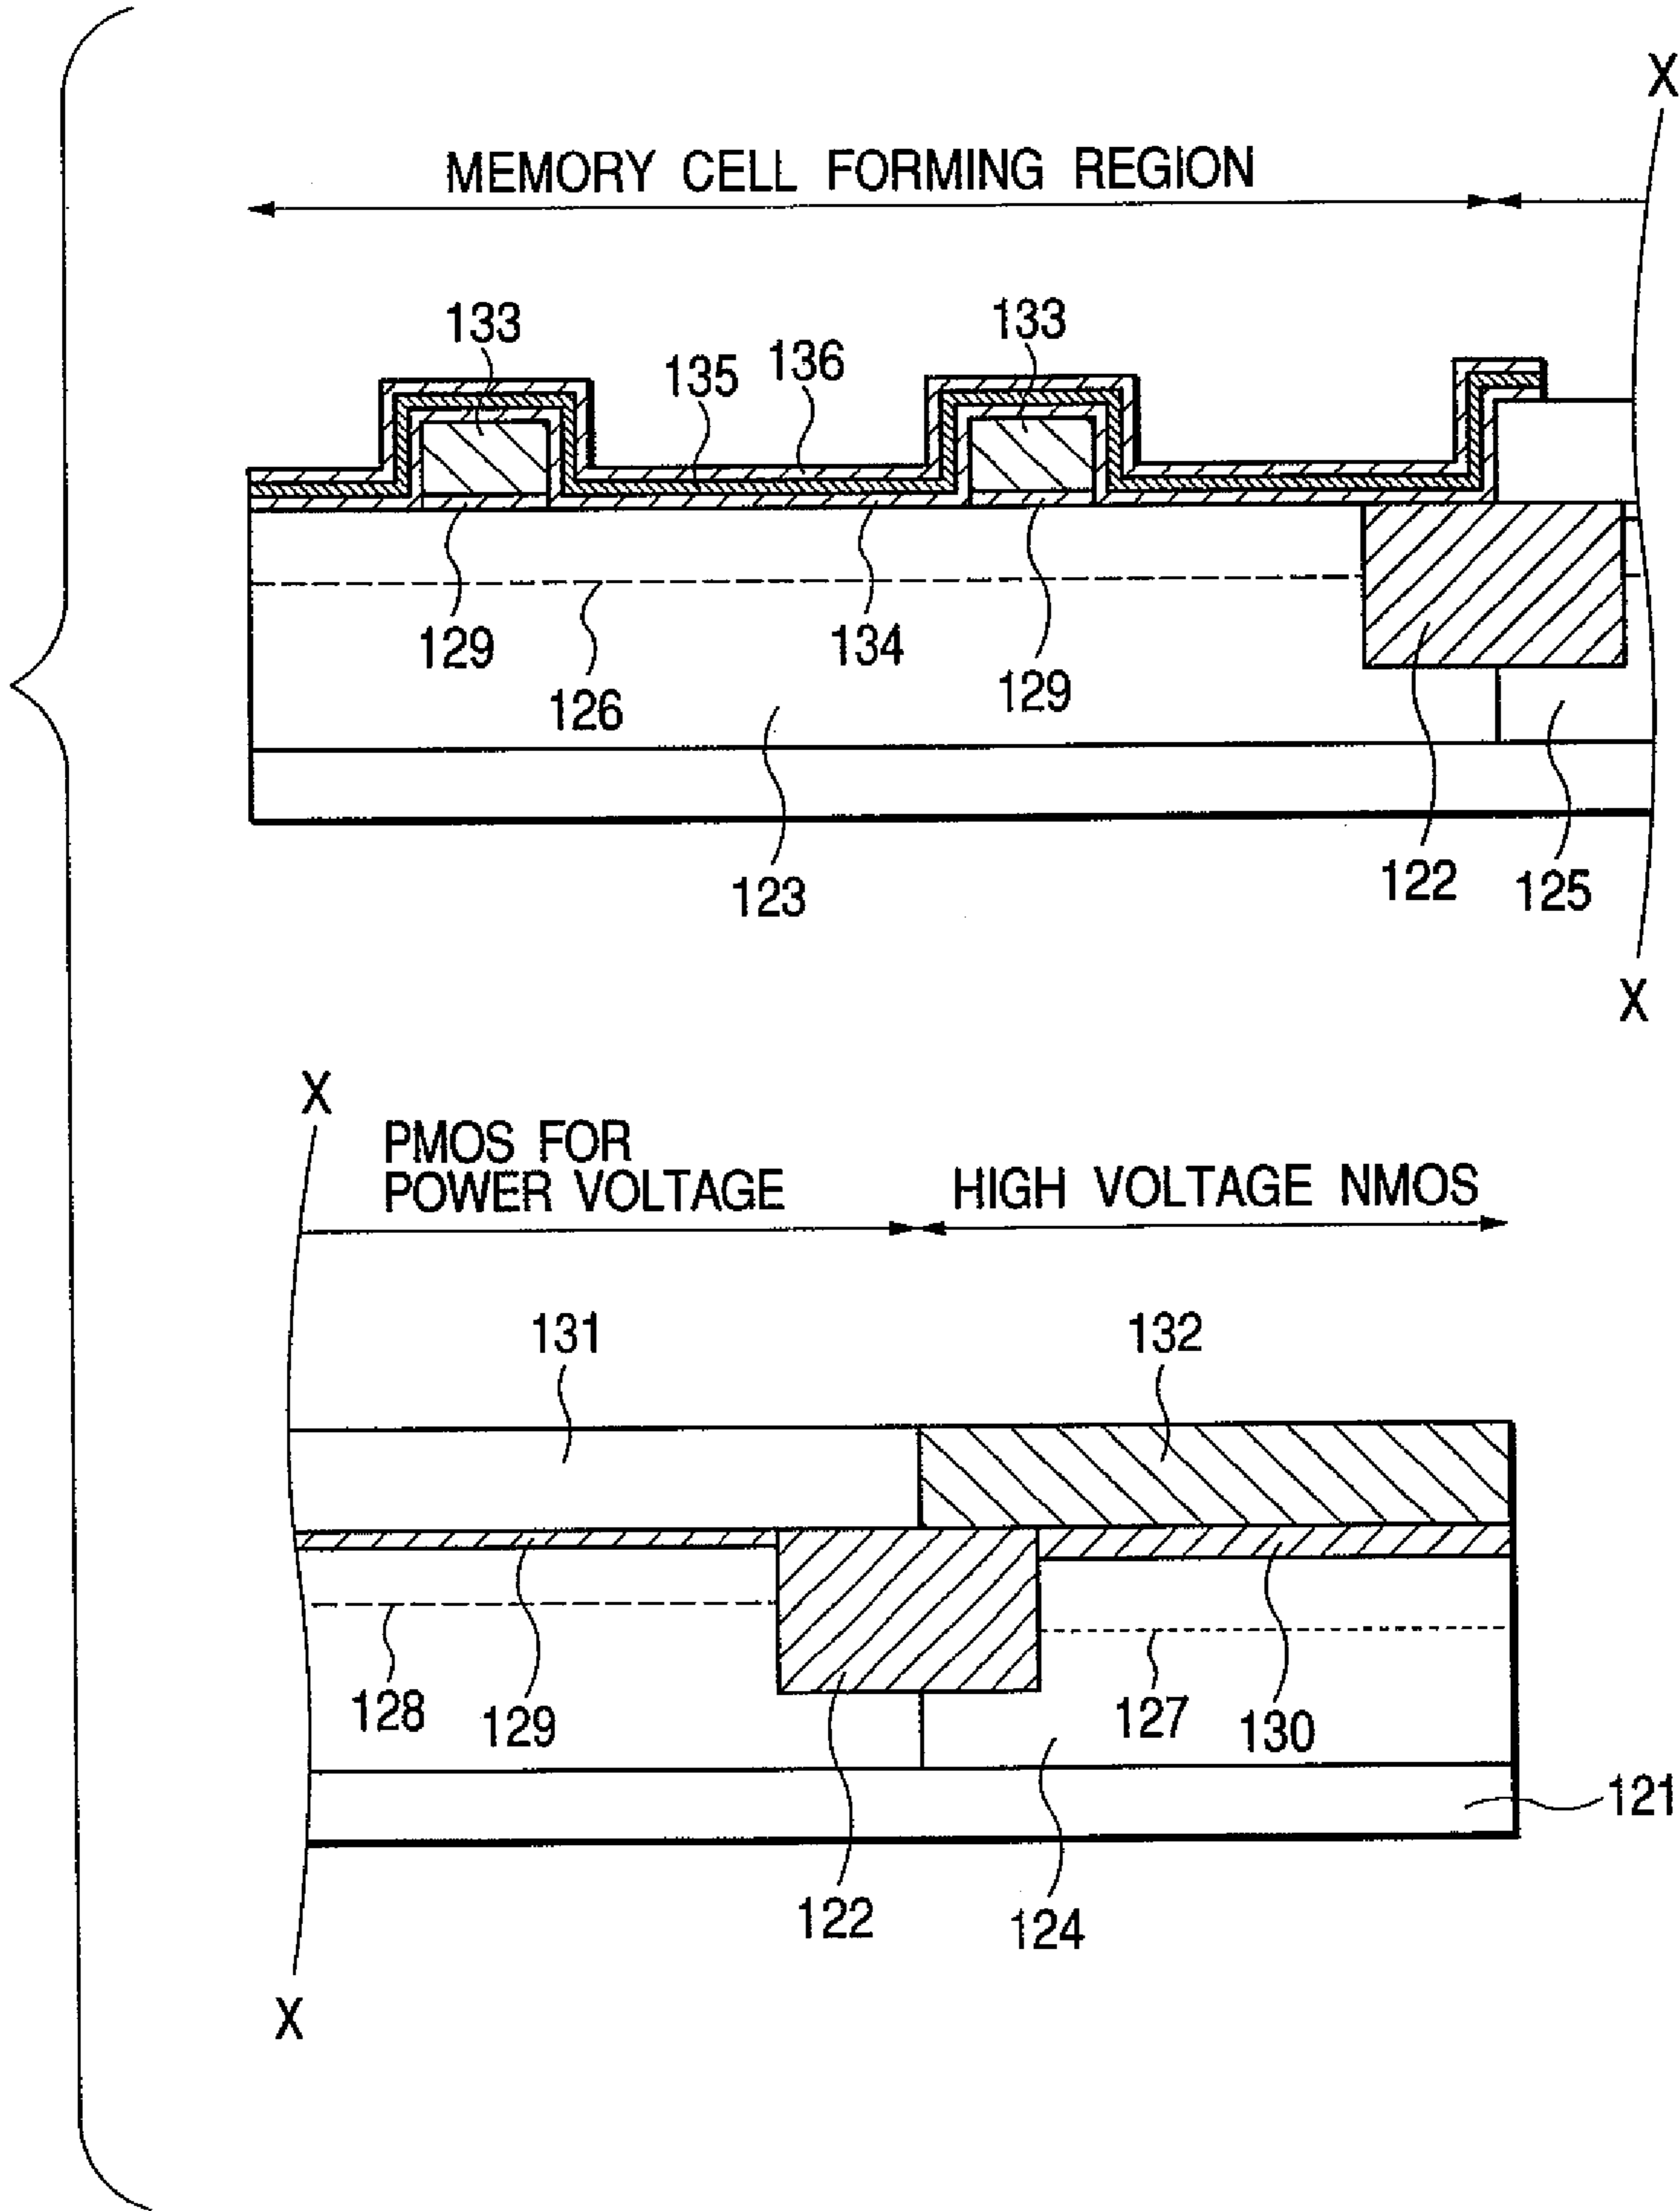 X
MEMORY CELL FORMING REGION
133
133
135
136
129
134
126
129
123
122
125
X
X
PMOS FOR
POWER VOLTAGE
HIGH VOLTAGE NMOS
131
132
128
129
127
130
121
122
124
X